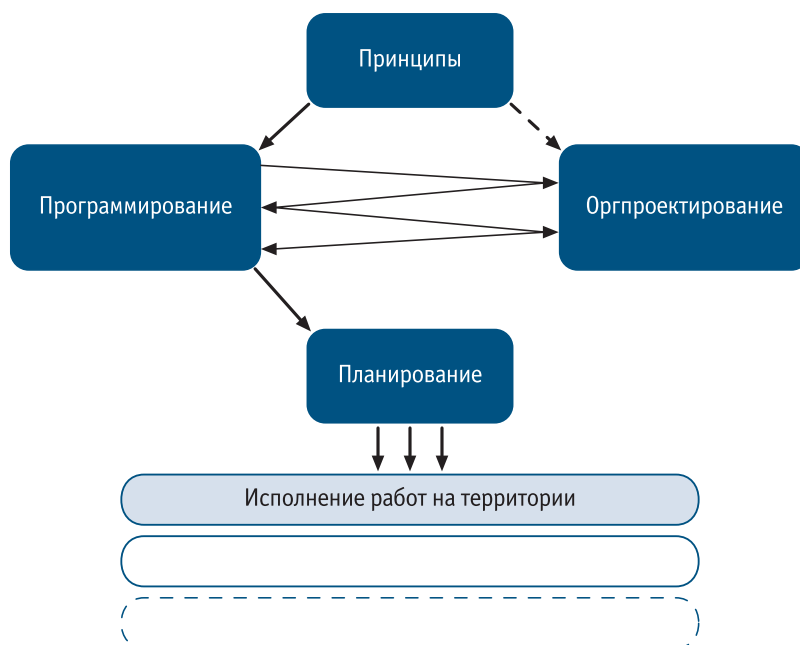 Принципы
Программирование
Оргпроектирование
Планирование
Исполнение работ на территории